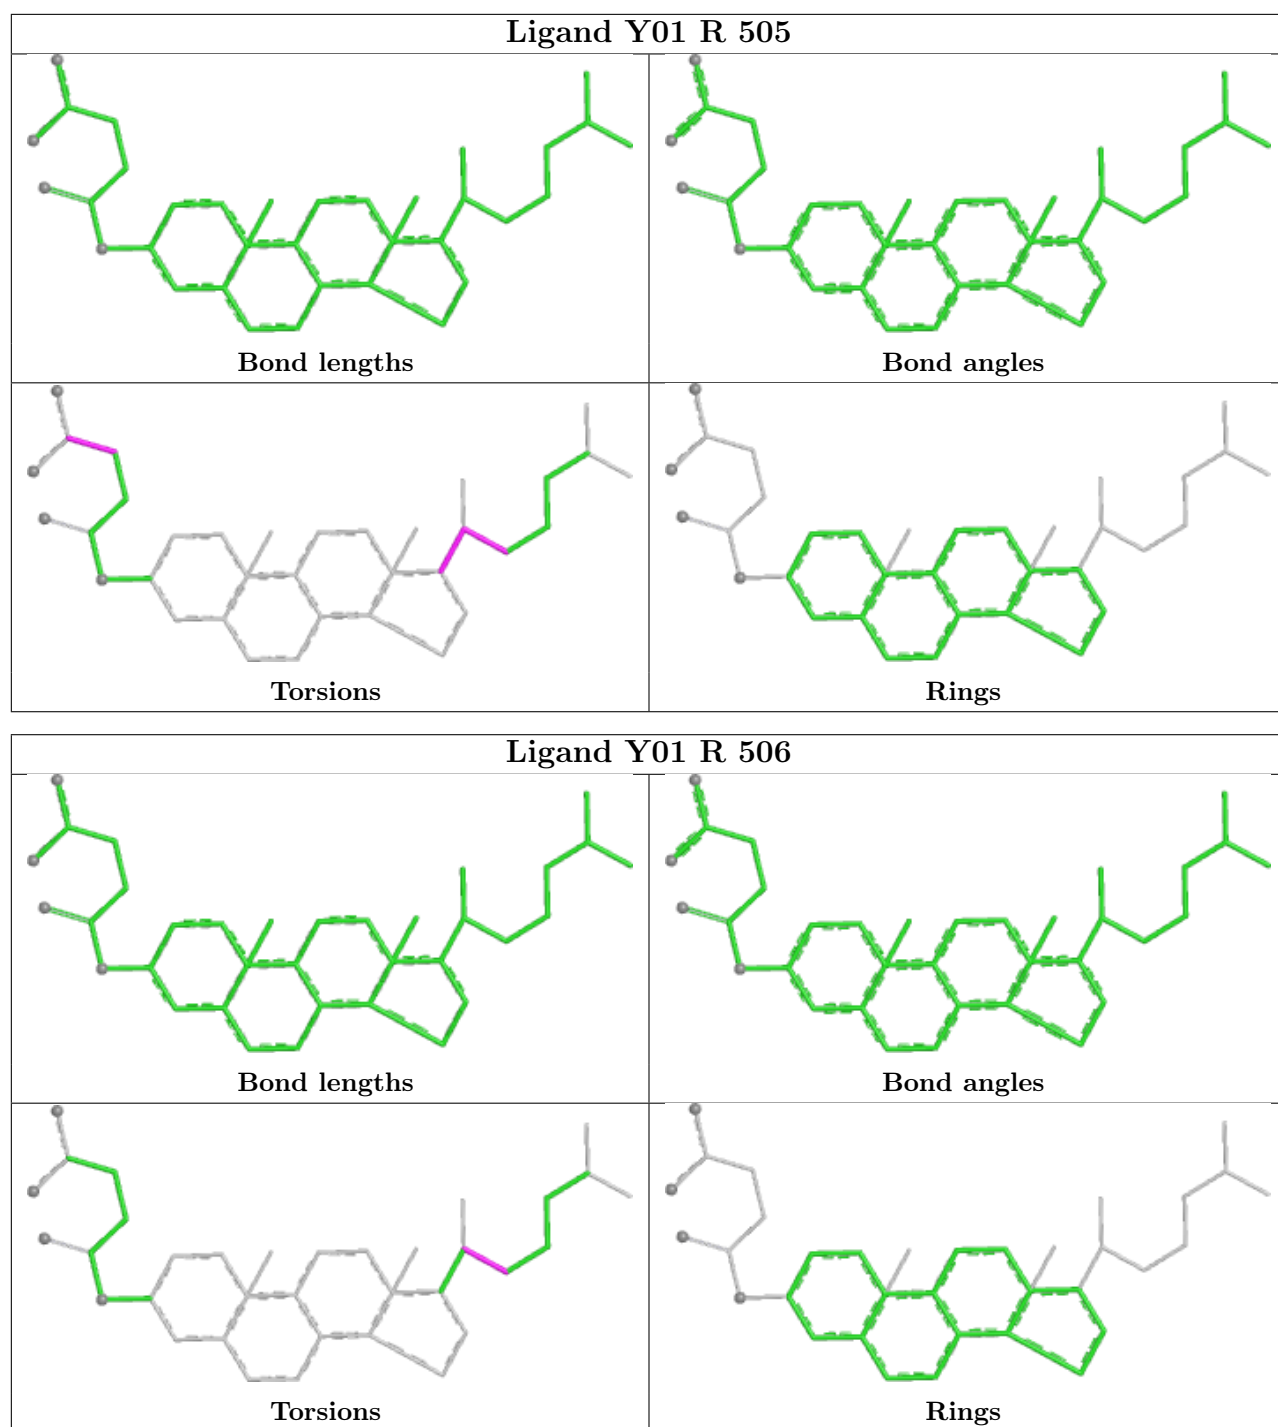 Ligand Y01 R 505
Bond lengths
Bond angles
Torsions
Rings
Ligand Y01 R 506
Bond lengths
Bond angles
Torsions
Rings